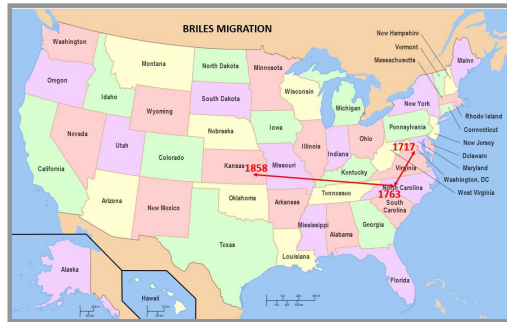 BRILES MIGRATION
New Hampshire
Vermont
Massachusetts
Washington
Montana
North Dakota
Minnesota
Maine
Oregon
Idaho
Wyoming
South Dakota
Wisconsin
Michigan
New York
Rhode Island
Connecticut
New Jersey
Delaware
Maryland
Washington, DC
West Virginia
Nevada
Utah
Colorado
Nebraska
Iowa
Illinois
Indiana
Ohio
Pennsylvania
1717
California
Kansas
1858
Missouri
Kentucky
Virginia
1763
North Carolina
Arizona
New Mexico
Oklahoma
Arkansas
Tennessee
South
Carolina
Texas
Louisiana
Mississippi
Alabama
Georgia
Florida
Alaska
Hawaii